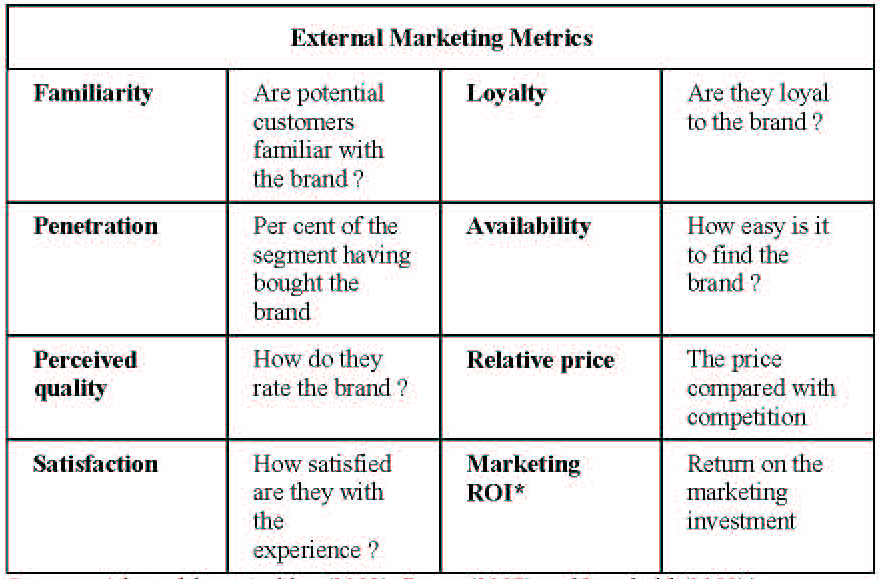 External Marketing Metrics
Familiarity
Are potential
customers
familiar with
the brand ?
Loyalty
Are they loyal
to the brand ?
Penetration
Per cent of the
segment having
bought the
brand
Availability
How easy is it
to find the
brand ?
Perceived
quality
How do they
rate the brand ?
Relative price
The price
compared with
competition
Satisfaction
How satisfied
are they with
the
experience ?
Marketing
ROI*
Return on the
marketing
investment